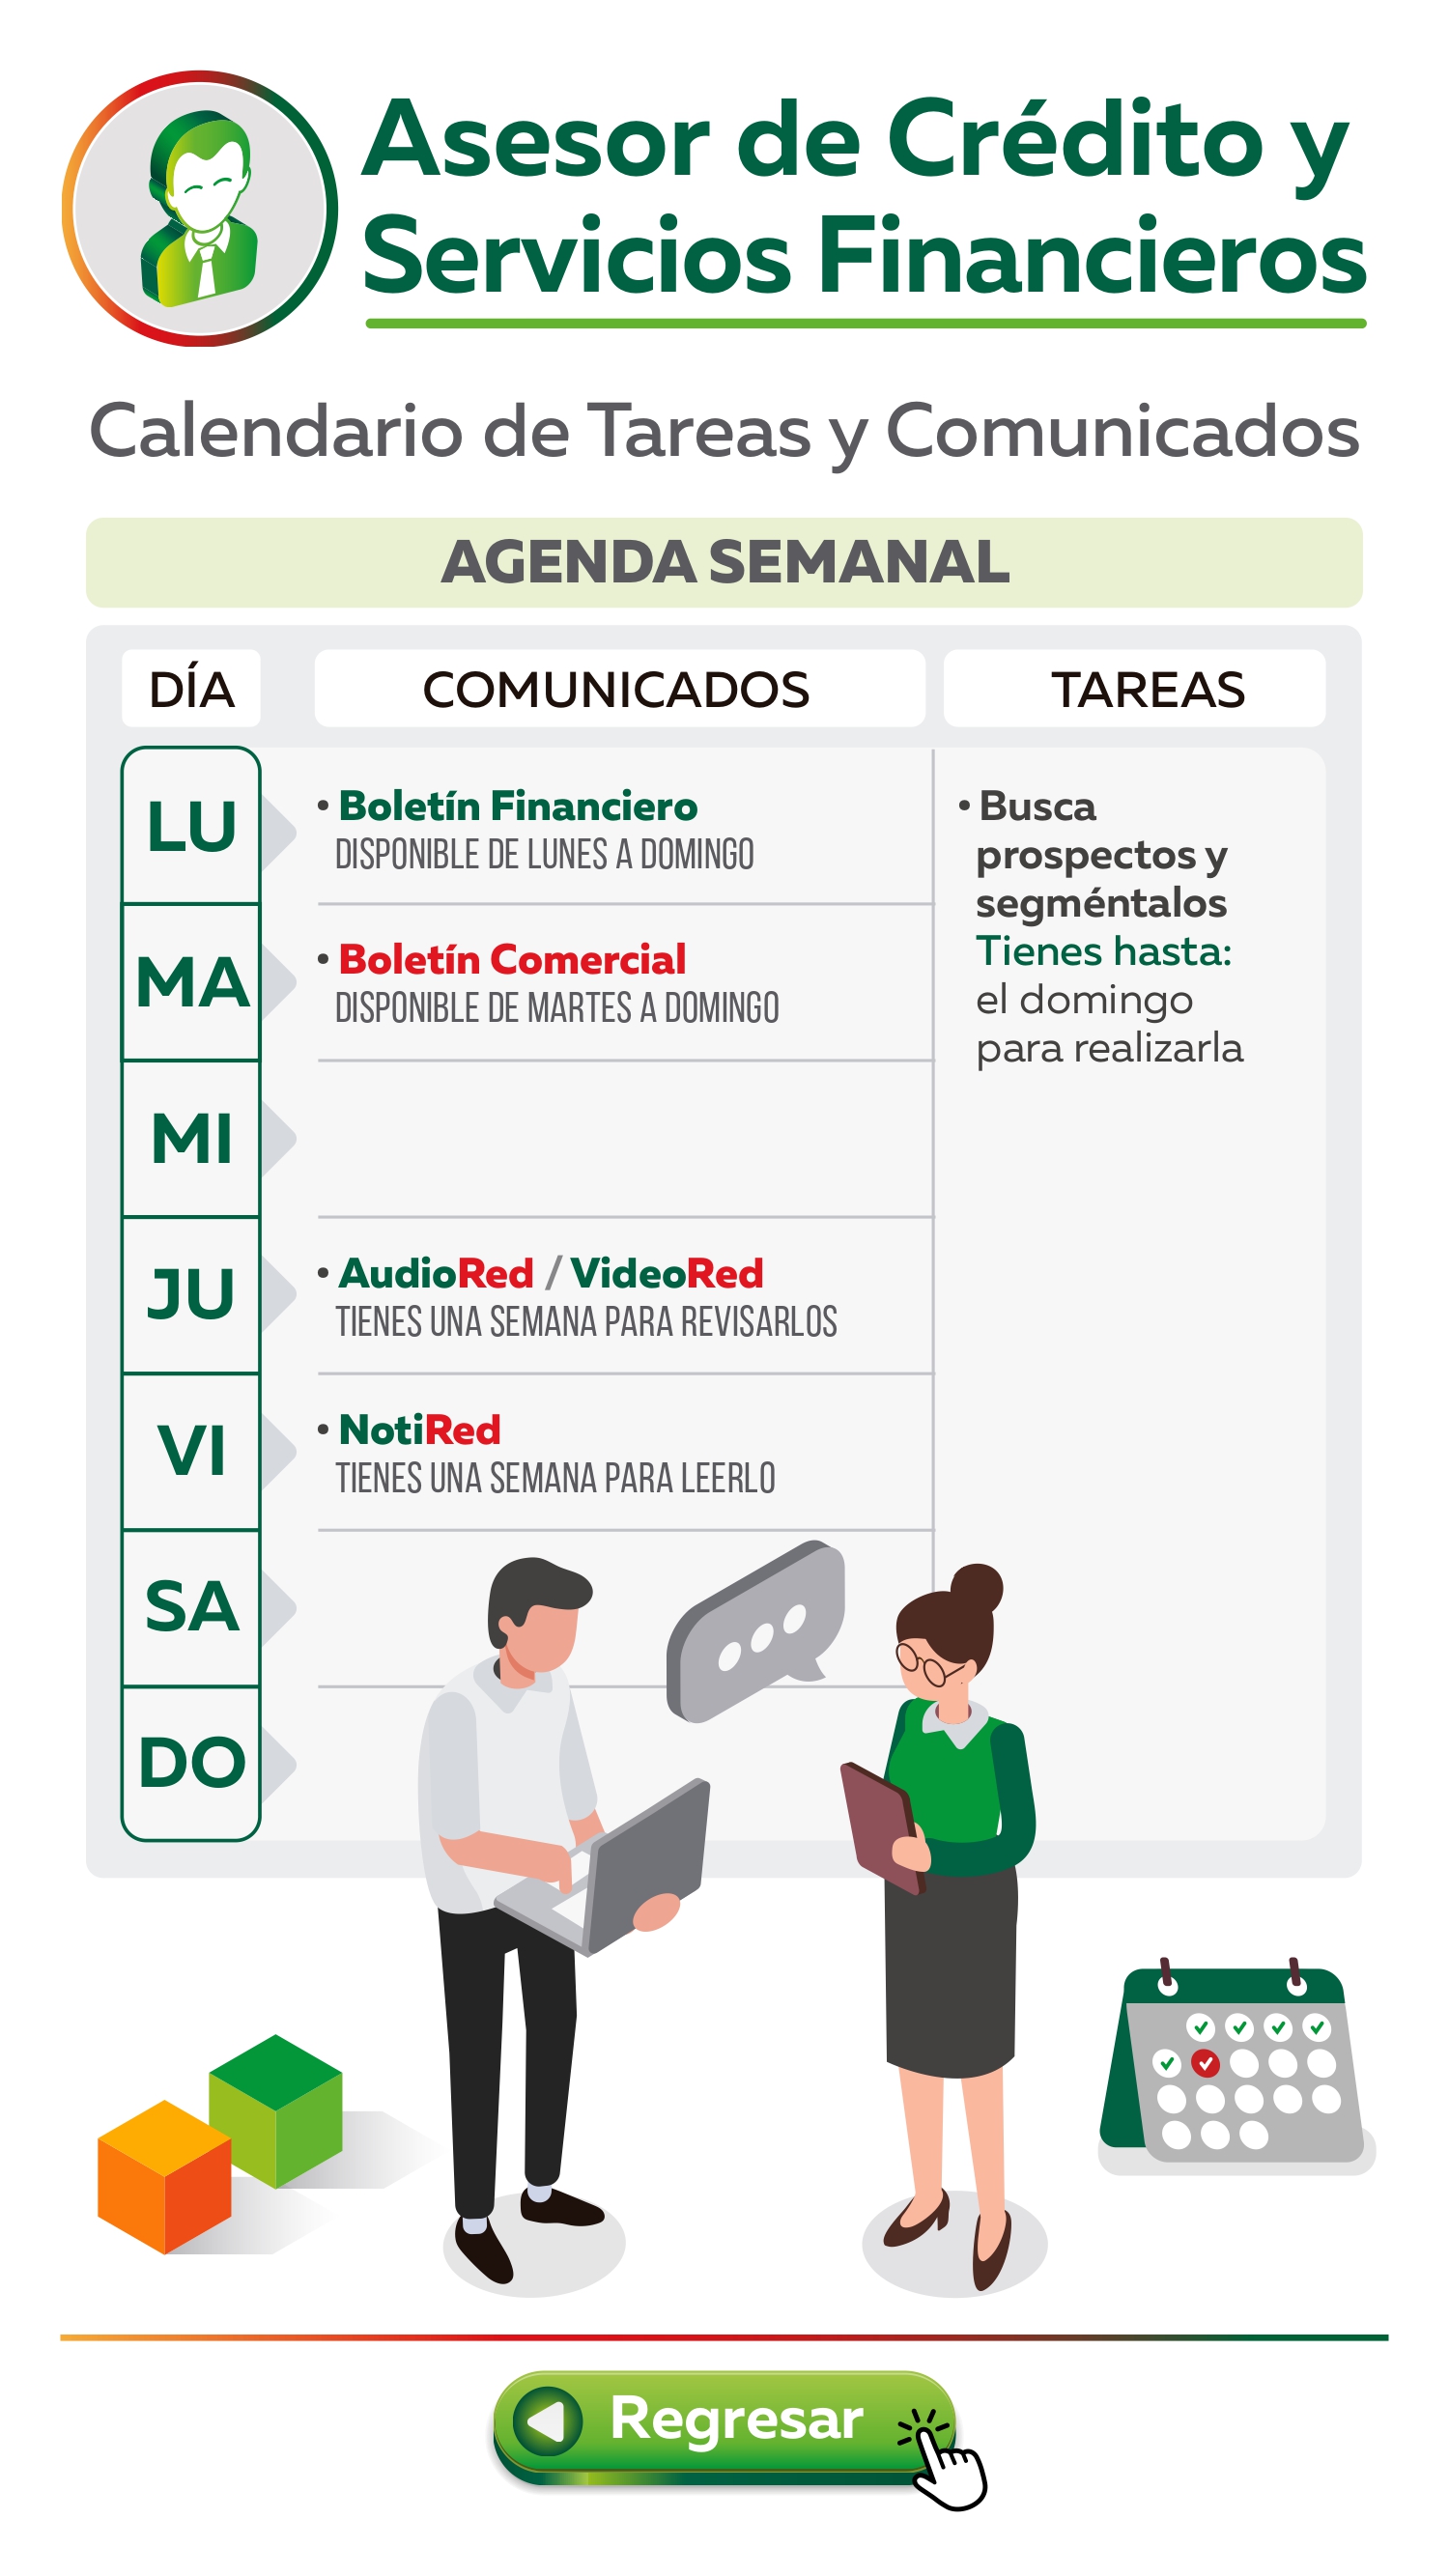 Asesor de Crédito y
Servicios Financieros
Calendario de Tareas y Comunicados
AGENDA SEMANAL
DÍA
COMUNICADOS
TAREAS
LU
• Boletín Financiero
DISPONIBLE DE LUNES A DOMINGO
• Busca
prospectos y
segméntalos
Tienes hasta:
el domingo
para realizarla
MA
• Boletín Comercial
DISPONIBLE DE MARTES A DOMINGO
MI
JU
• AudioRed / VideoRed
TIENES UNA SEMANA PARA REVISARLOS
VI
• NotiRed
TIENES UNA SEMANA PARA LEERLO
SA
DO
Regresar